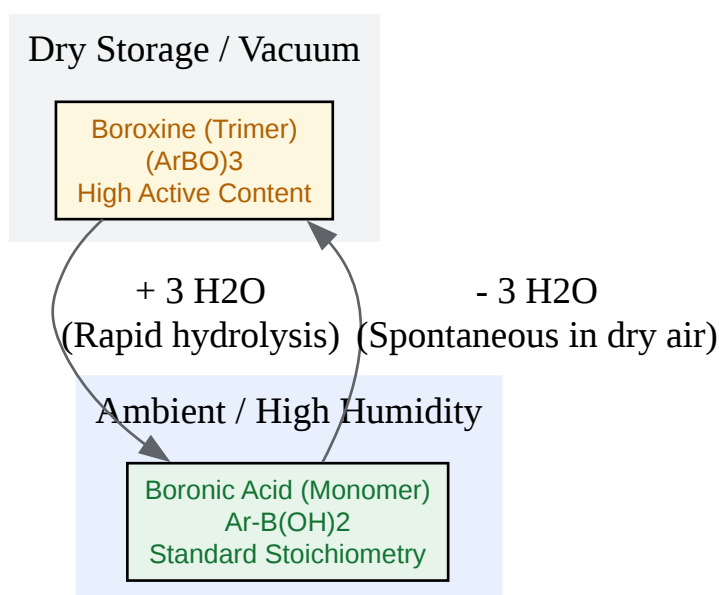 Dry Storage / Vacuum
Boroxine (Trimer)
(ArBO)3
High Active Content
+ 3 H2O
(Rapid hydrolysis)
- 3 H2O
(Spontaneous in dry air)
Ambient / High Humidity
Boronic Acid (Monomer)
Ar-B(OH)2
Standard Stoichiometry